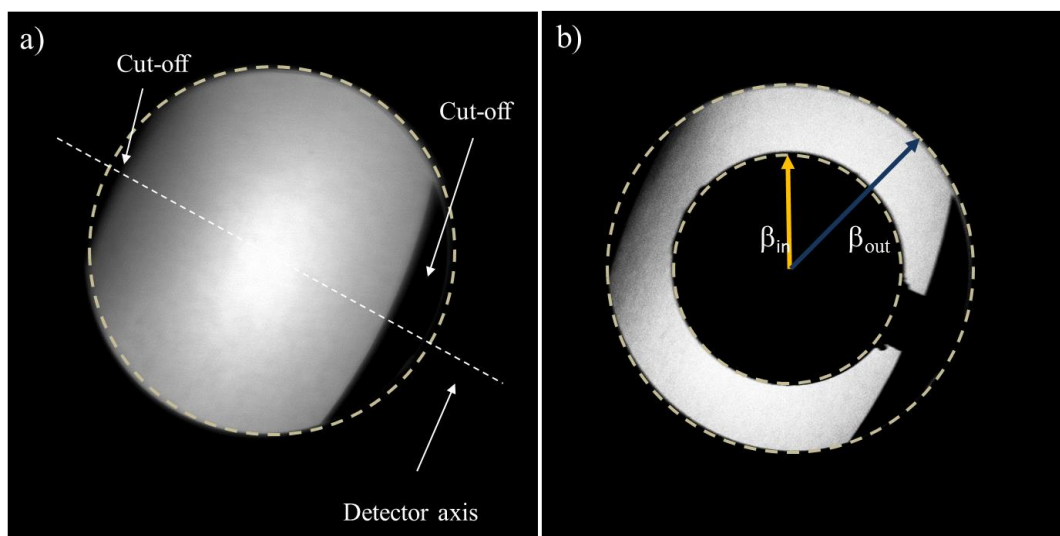 a)
Cut-off
Cut-off
Detector axis
b)
βin
βout